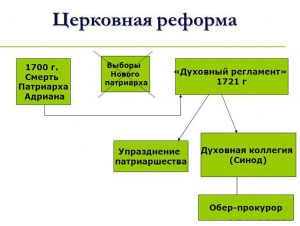 Церковная реформа
1700 г.
Смерть
Патриарха
Адриана
Выборы
Нового
патриарха
«Духовный регламент»
1721 г
Упразднение
патриаршества
Духовная коллегия
(Синод)
Обер-прокурор